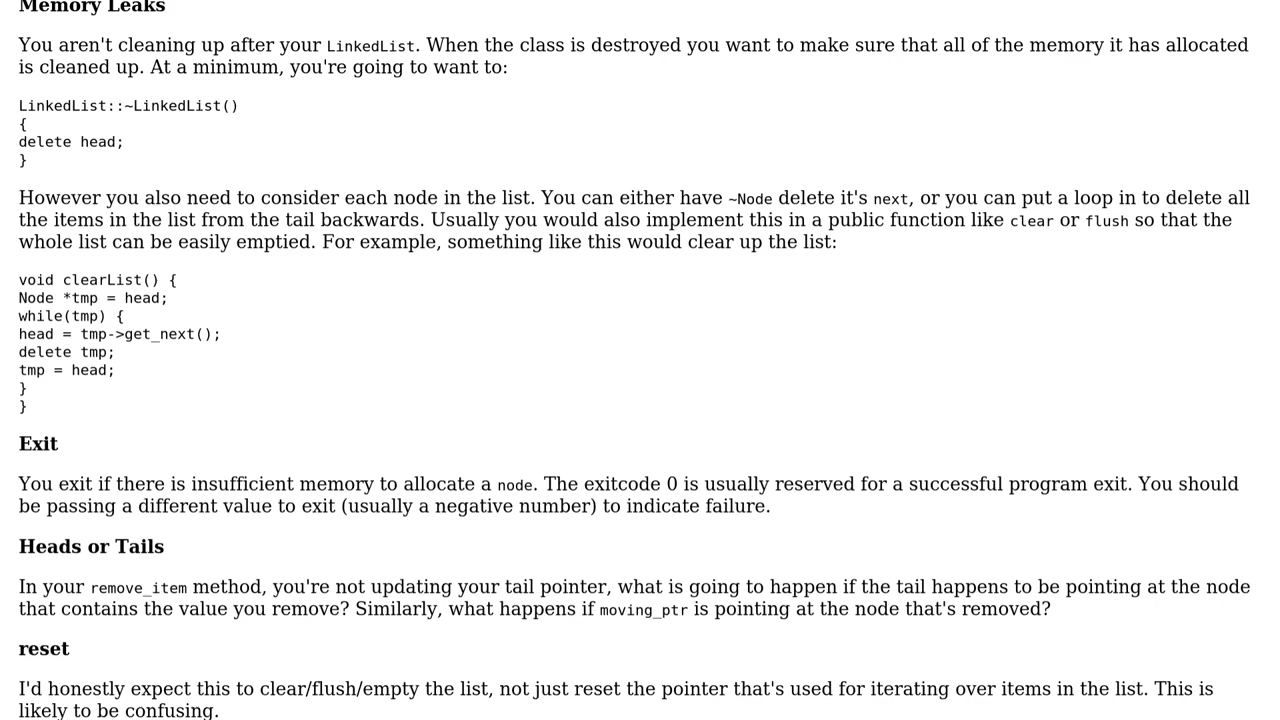 Memory Leaks
You aren't cleaning up after your LinkedList. When the class is destroyed you want to make sure that all of the memory it has allocated
is cleaned up. At a minimum, you're going to want to:
LinkedList::~LinkedList()
{
delete head;
}
However you also need to consider each node in the list. You can either have ~Node delete it's next, or you can put a loop in to delete all
the items in the list from the tail backwards. Usually you would also implement this in a public function like clear or flush so that the
whole list can be easily emptied. For example, something like this would clear up the list:
void clearList() {
Node *tmp = head;
while(tmp) {
head = tmp->get_next();
delete tmp;
tmp = head;
}
}
Exit
You exit if there is insufficient memory to allocate a node. The exitcode 0 is usually reserved for a successful program exit. You should
be passing a different value to exit (usually a negative number) to indicate failure.
Heads or Tails
In your remove_item method, you're not updating your tail pointer, what is going to happen if the tail happens to be pointing at the node
that contains the value you remove? Similarly, what happens if moving_ptr is pointing at the node that's removed?
reset
I'd honestly expect this to clear/flush/empty the list, not just reset the pointer that's used for iterating over items in the list. This is
likely to be confusing.